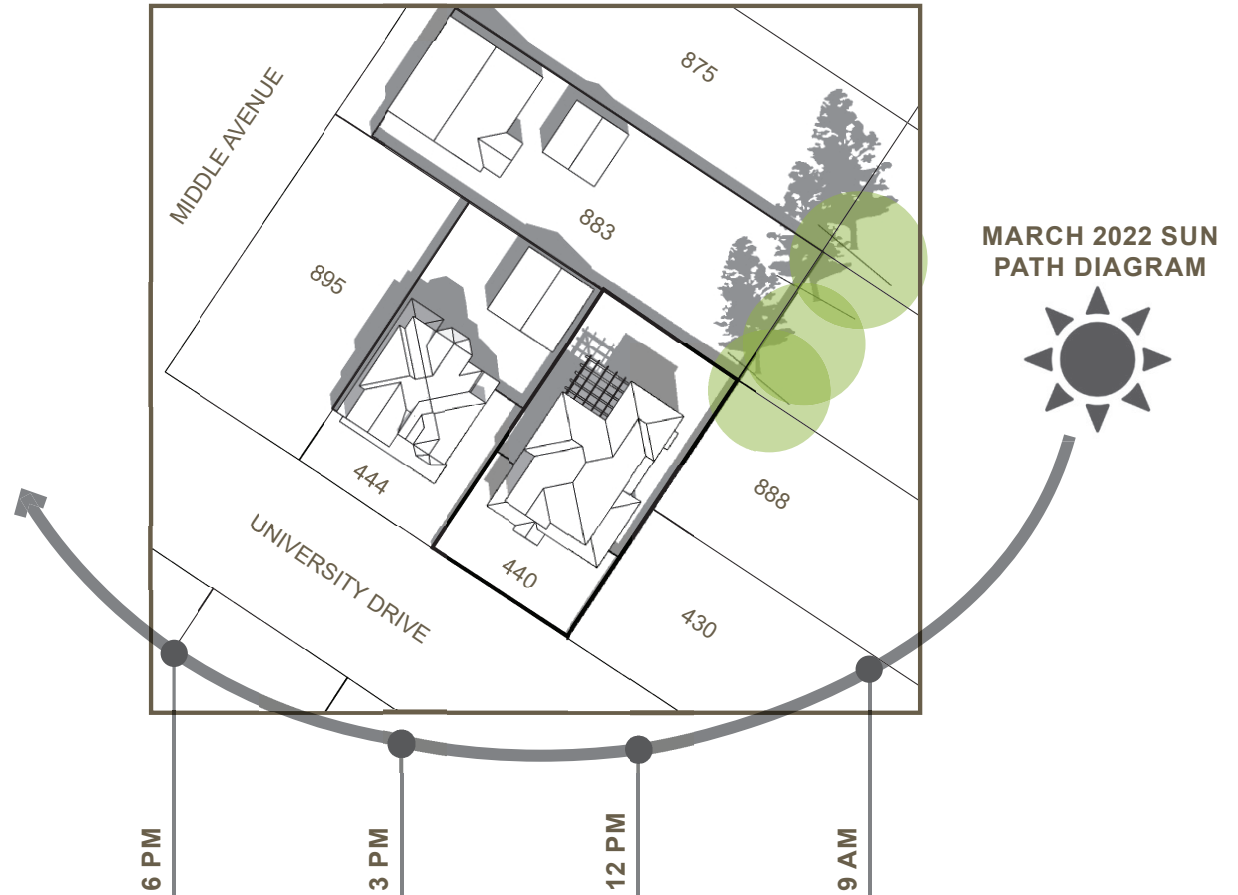 875
MIDDLE AVENUE
883
MARCH 2022 SUN
PATH DIAGRAM
895
444
888
UNIVERSITY DRIVE
440
430
6 PM
3 PM
12 PM
9 AM